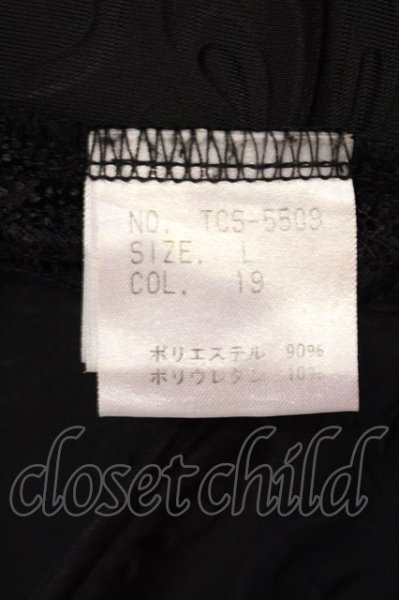 NO. TCS-5509
SIZE. L
COL. 19
ポリエステル 90%
ポリウレタン 10%
closet child